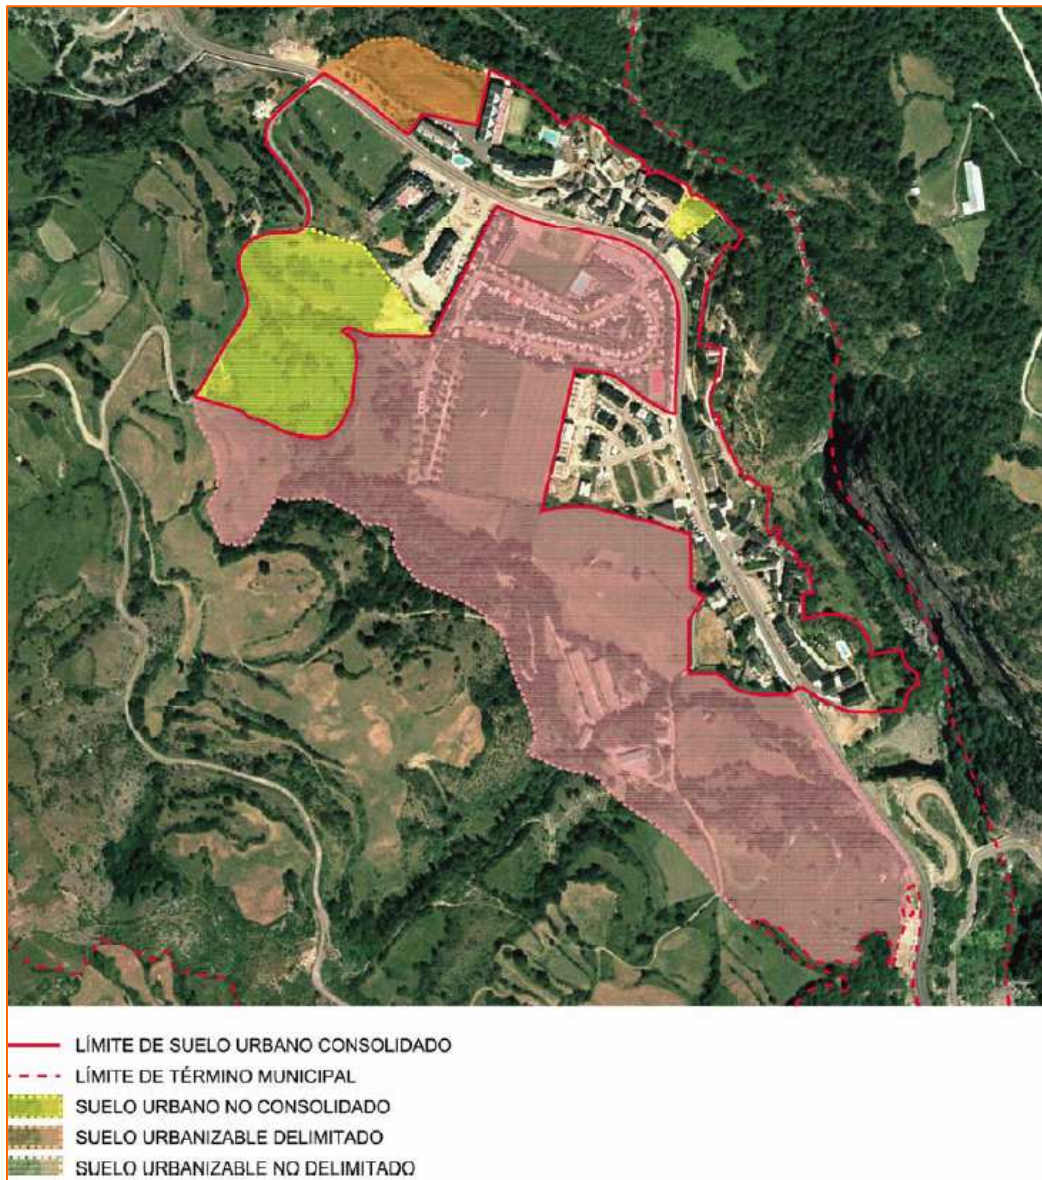 LÍMITE DE SUELO URBANO CONSOLIDADO
LÍMITE DE TÉRMINO MUNICIPAL
SUELO URBANO NO CONSOLIDADO
SUELO URBANIZABLE DELIMITADO
SUELO URBANIZABLE NO DELIMITADO